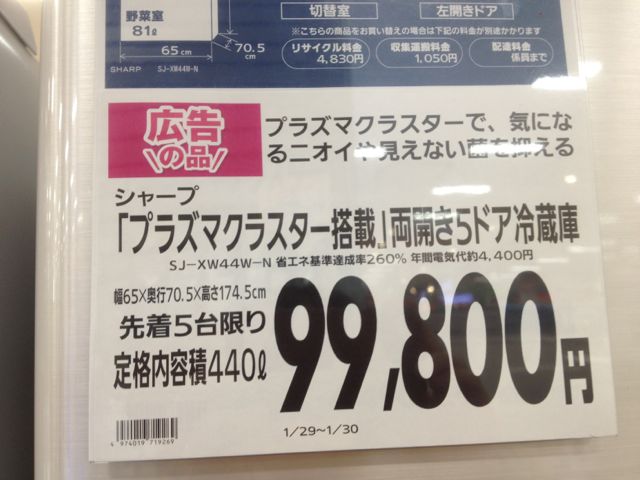 野菜室
81ℓ
切替室
左開きドア
65 cm
70.5
cm
※こちらの商品をお買い替えの場合は下記の料金が別途かかります
リサイクル料金
4,830円
収集運搬料金
1,050円
配達料金
係員まで
SHARP SJ-XW44W-N
広告
の品
プラズマクラスターで、気にな
るニオイや見えない菌を抑える
シャープ
「プラズマクラスター搭載」両開き5ドア冷蔵庫
SJ-XW44W-N 省エネ基準達成率260% 年間電気代約4,400円
幅65×奥行70.5×高さ174.5cm
先着5台限り
定格内容積440ℓ
99,800円
4 974019 719269
1/29~1/30